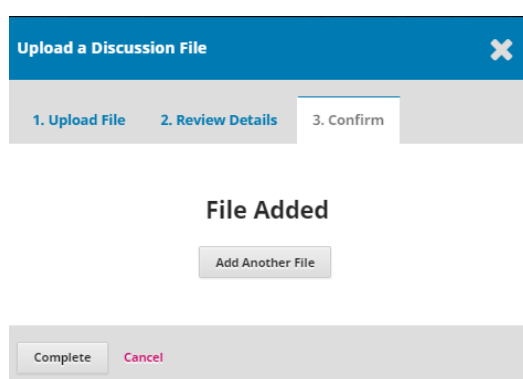 Upload a Discussion File
1. Upload File 2. Review Details 3. Confirm
File Added
Add Another File
Complete Cancel